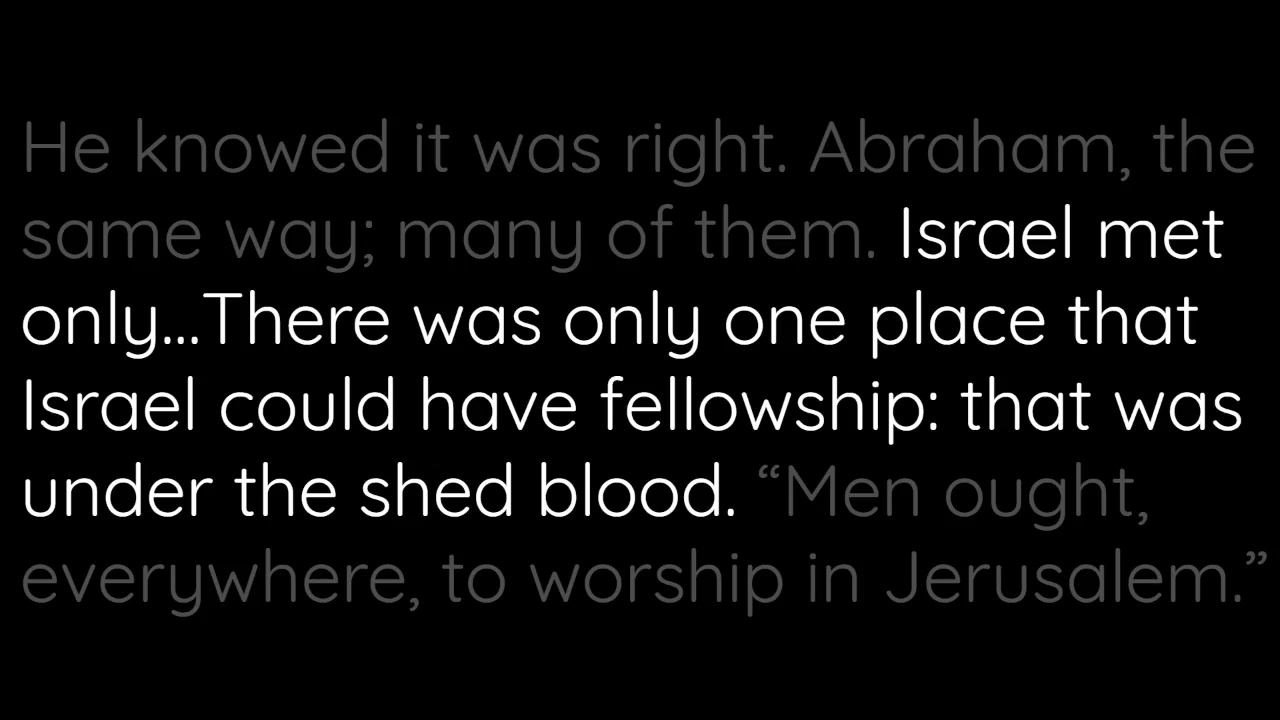 He knowed it was right. Abraham, the
same way; many of them. Israel met
only...There was only one place that
Israel could have fellowship: that was
under the shed blood. “Men ought,
everywhere, to worship in Jerusalem.”